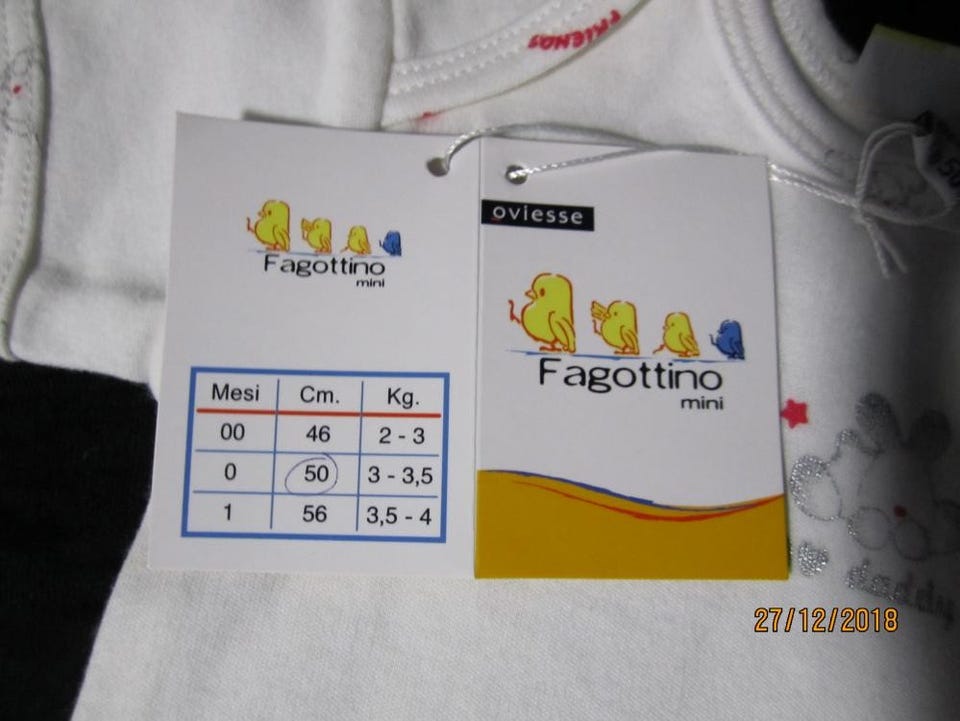 FRIENDS
Fagottino
mini
Mesi Cm. Kg.
00 46 2 - 3
0 50 3 - 3,5
1 56 3,5 - 4
oviesse
Fagottino
mini
daddy
27/12/2018